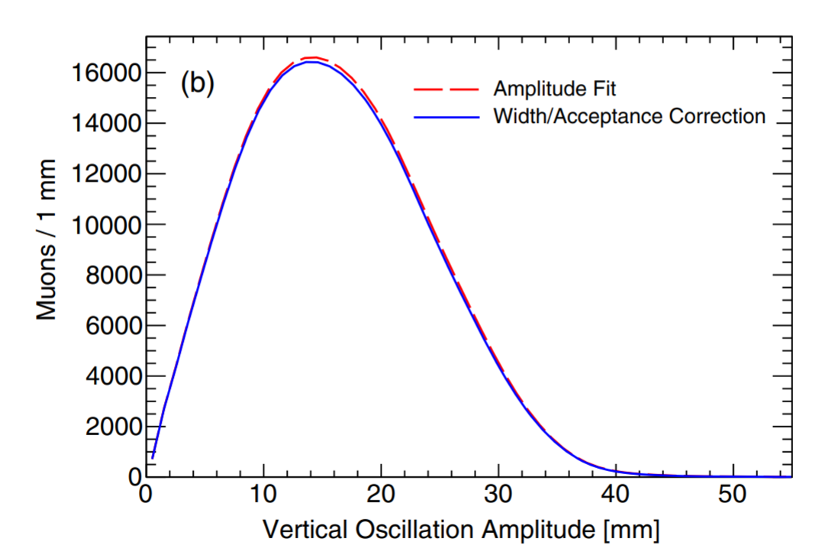 (b)
Amplitude Fit
Width/Acceptance Correction
16000
14000
12000
10000
8000
6000
4000
2000
0
Muons / 1 mm
0 10 20 30 40 50
Vertical Oscillation Amplitude [mm]